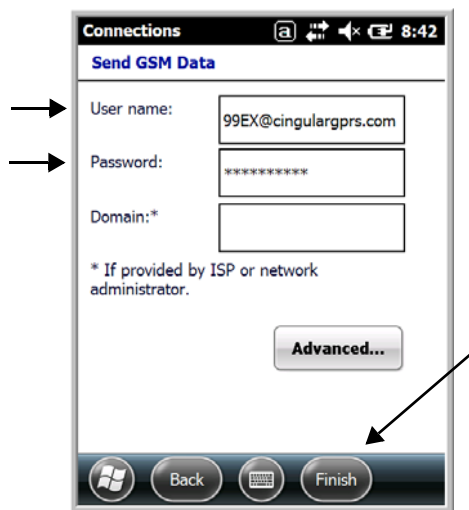 Connections a 8:42
Send GSM Data
User name:
99EX@cingulargprs.com
Password:
**********
Domain:*
* If provided by ISP or network
administrator.
Advanced...
Back Finish